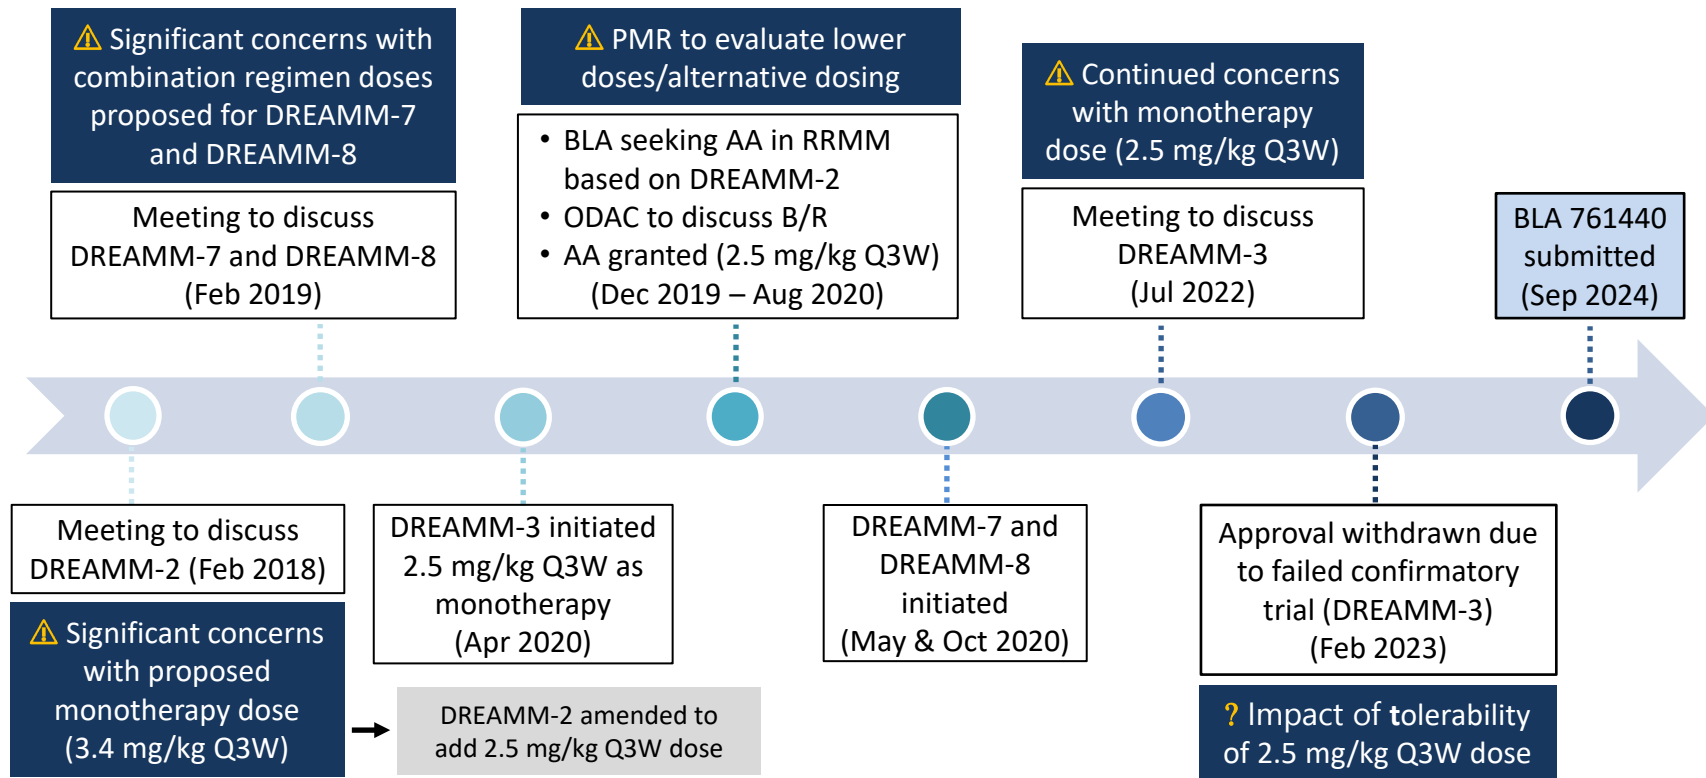 ⚠ Significant concerns with
combination regimen doses
proposed for DREAMM-7
and DREAMM-8
Meeting to discuss
DREAMM-7 and DREAMM-8
(Feb 2019)
⚠ PMR to evaluate lower
doses/alternative dosing
• BLA seeking AA in RRMM
based on DREAMM-2
• ODAC to discuss B/R
• AA granted (2.5 mg/kg Q3W)
(Dec 2019 – Aug 2020)
⚠ Continued concerns
with monotherapy
dose (2.5 mg/kg Q3W)
Meeting to discuss
DREAMM-3
(Jul 2022)
BLA 761440
submitted
(Sep 2024)
Meeting to discuss
DREAMM-2 (Feb 2018)
⚠ Significant concerns
with proposed
monotherapy dose
(3.4 mg/kg Q3W)
DREAMM-3 initiated
2.5 mg/kg Q3W as
monotherapy
(Apr 2020)
DREAMM-2 amended to
add 2.5 mg/kg Q3W dose
DREAMM-7 and
DREAMM-8
initiated
(May & Oct 2020)
Approval withdrawn due
to failed confirmatory
trial (DREAMM-3)
(Feb 2023)
? Impact of tolerability
of 2.5 mg/kg Q3W dose